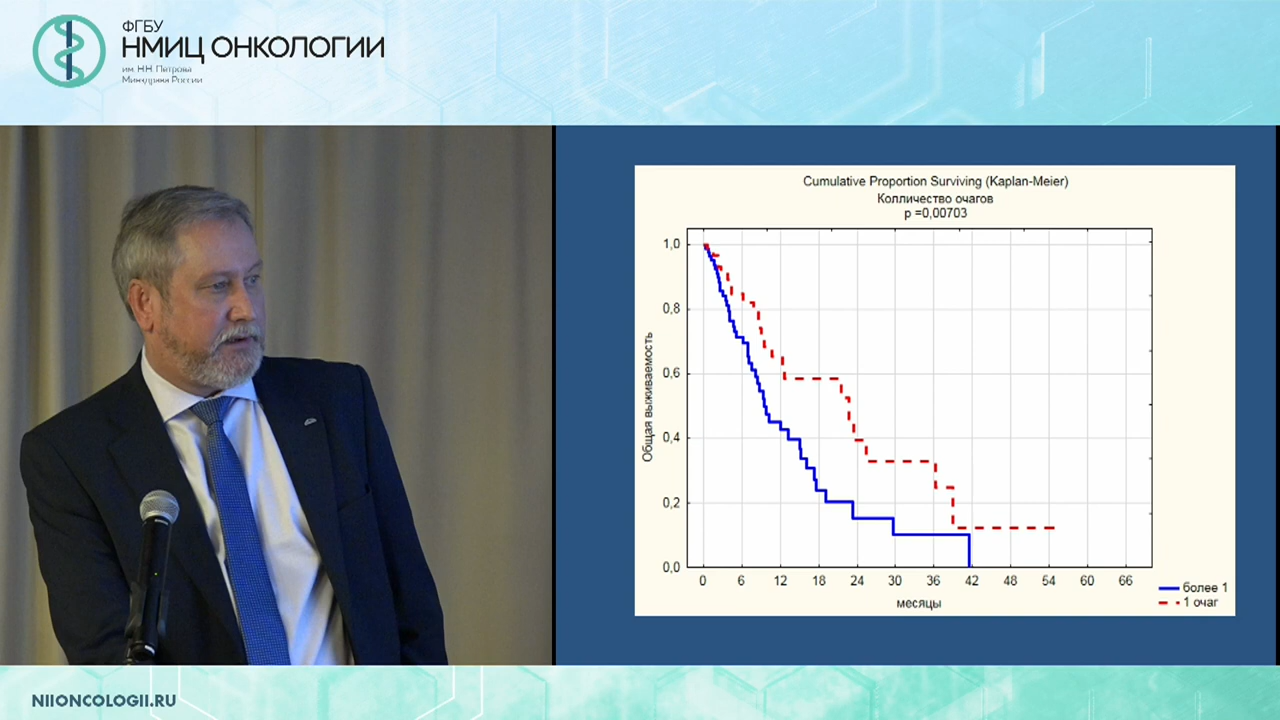 ФГБУ
НМИЦ ОНКОЛОГИИ
им. Н.Н. Петрова
Минздрава России
Cumulative Proportion Surviving (Kaplan-Meier)
Колличество очагов
p =0,00703
Общая выживаемость
1,0
0,8
0,6
0,4
0,2
0,0
0 6 12 18 24 30 36 42 48 54 60 66
месяцы
более 1
1 очаг
NIIONCOLOGII.RU